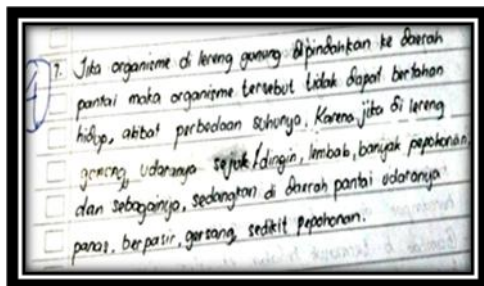 4
7. Jika organisme di lereng gunung dipindahkan ke daerah
pantai maka organisme tersebut tidak dapat bertahan
hidup, akibat perbedaan suhunya. Karena jika di lereng
gunung, udaranya sejuk/dingin, lembab, banyak pepohonan,
dan sebagainya, sedangkan di daerah pantai udaranya
panas, berpasir, gersang, sedikit pepohonan.